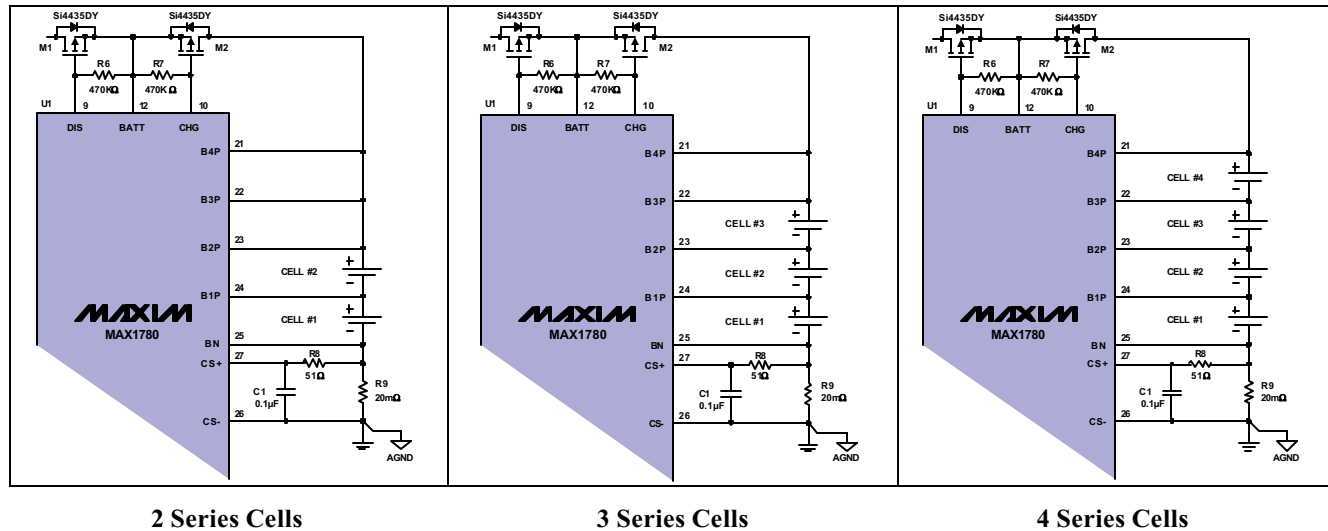 Si4435DY Si4435DY
M1 M2
R6 R7
470KΩ 470KΩ
U1 9 12 10
DIS BATT CHG
B4P 21
B3P 22
B2P 23
CELL #2
B1P 24
MAXIM
MAX1780
CELL #1
BN 25
CS+ 27
R8
51Ω
C1
0.1µF
R9
20mΩ
CS- 26
AGND
2 Series Cells
Si4435DY Si4435DY
M1 M2
R6 R7
470KΩ 470KΩ
U1 9 12 10
DIS BATT CHG
B4P 21
B3P 22
CELL #3
B2P 23
CELL #2
B1P 24
MAXIM
MAX1780
CELL #1
BN 25
CS+ 27
R8
51Ω
C1
0.1µF
R9
20mΩ
CS- 26
AGND
3 Series Cells
Si4435DY Si4435DY
M1 M2
R6 R7
470KΩ 470KΩ
U1 9 12 10
DIS BATT CHG
B4P 21
CELL #4
B3P 22
CELL #3
B2P 23
CELL #2
B1P 24
MAXIM
MAX1780
CELL #1
BN 25
CS+ 27
R8
51Ω
C1
0.1µF
R9
20mΩ
CS- 26
AGND
4 Series Cells